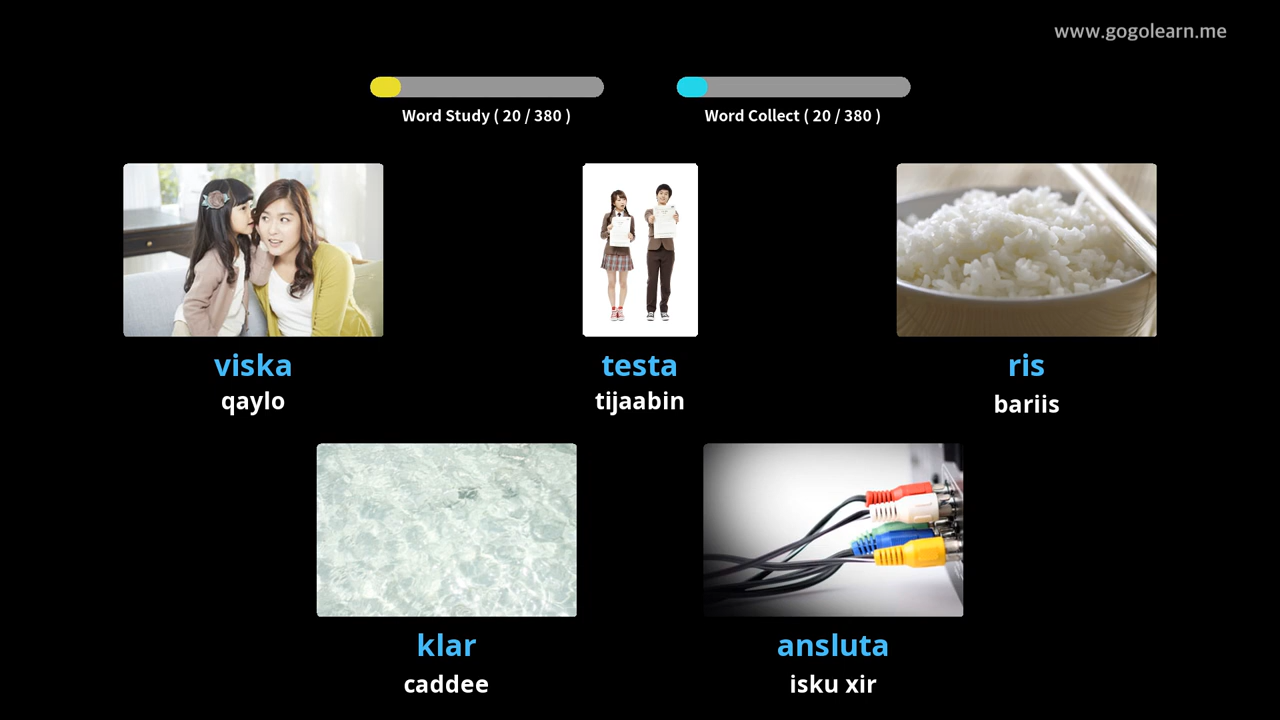 www.gogolearn.me
Word Study ( 20 / 380 )
Word Collect ( 20 / 380 )
viska
qaylo
testa
tijaabin
ris
bariis
klar
caddee
ansluta
isku xir